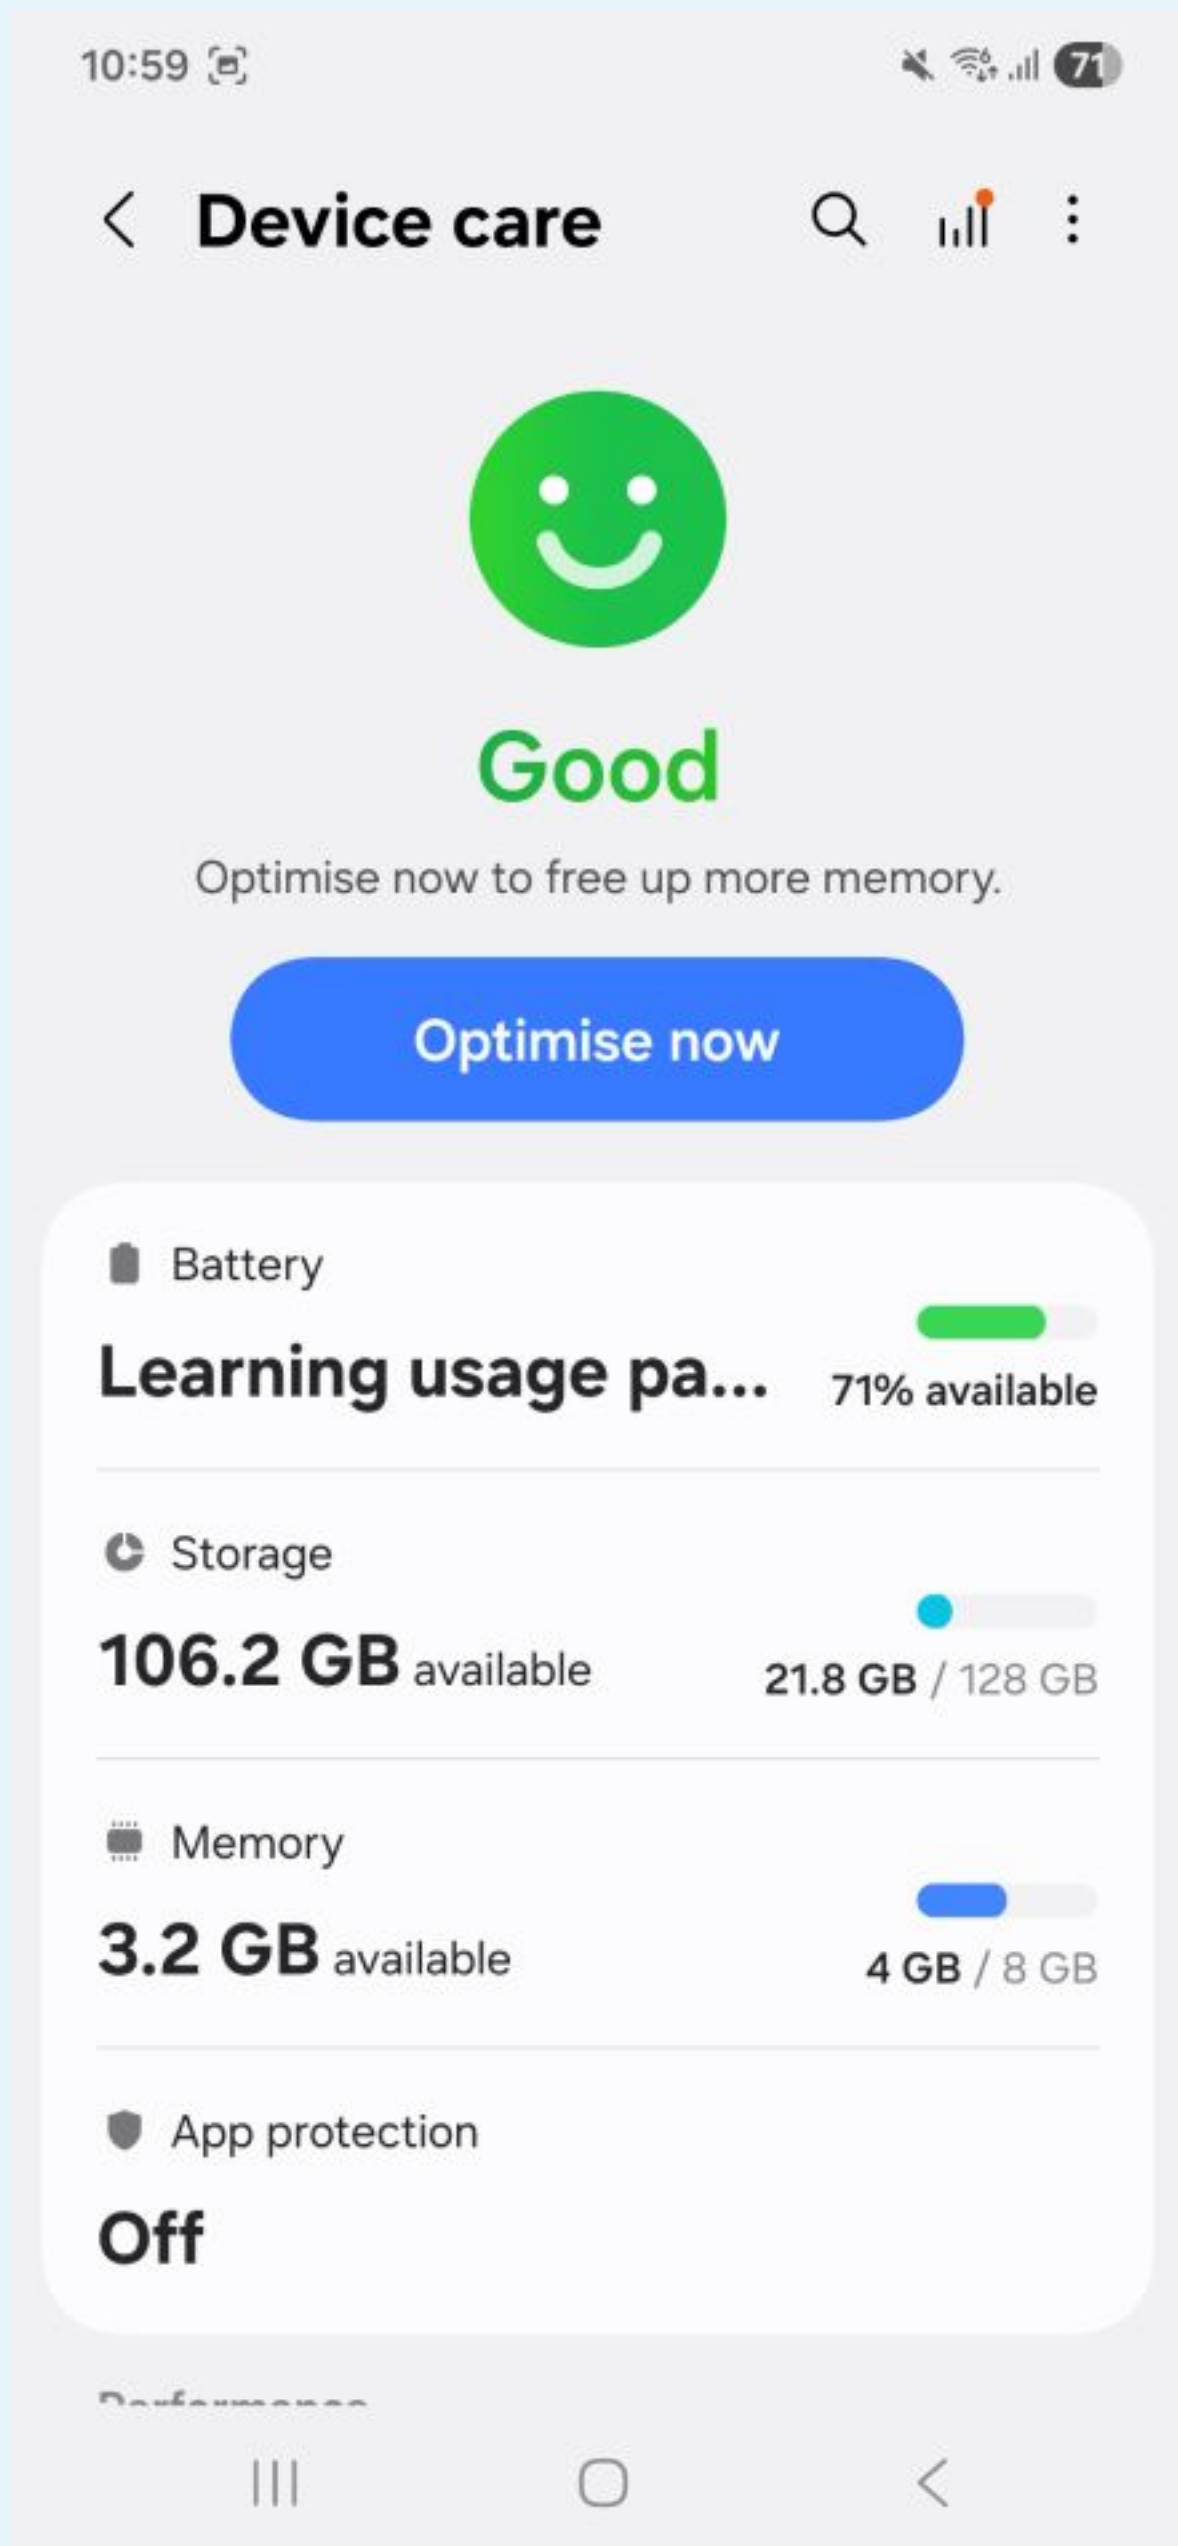 10:59
71
Device care
Good
Optimise now to free up more memory.
Optimise now
Battery
Learning usage pa...
71% available
Storage
106.2 GB available
21.8 GB / 128 GB
Memory
3.2 GB available
4 GB / 8 GB
App protection
Off
Performance